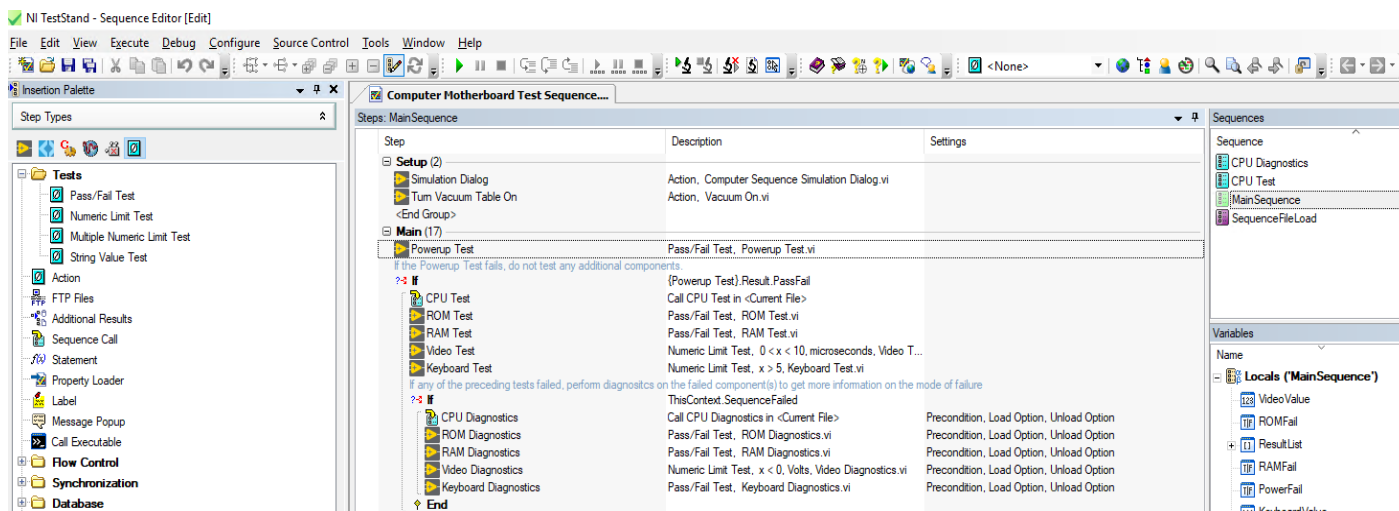 NI TestStand - Sequence Editor [Edit]
File Edit View Execute Debug Configure Source Control Tools Window Help
<None>
Insertion Palette
Step Types
Tests
Pass/Fail Test
Numeric Limit Test
Multiple Numeric Limit Test
String Value Test
Action
FTP Files
Additional Results
Sequence Call
Statement
Property Loader
Label
Message Popup
Call Executable
Flow Control
Synchronization
Database
Computer Motherboard Test Sequence....
Steps: MainSequence
Step Description Settings
Setup (2)
Simulation Dialog Action, Computer Sequence Simulation Dialog.vi
Turn Vacuum Table On Action, Vacuum On.vi
<End Group>
Main (17)
Powerup Test Pass/Fail Test, Powerup Test.vi
If the Powerup Test fails, do not test any additional components.
If {Powerup Test}.Result.PassFail
CPU Test Call CPU Test in <Current File>
ROM Test Pass/Fail Test, ROM Test.vi
RAM Test Pass/Fail Test, RAM Test.vi
Video Test Numeric Limit Test, 0 < x < 10, microseconds, Video T...
Keyboard Test Numeric Limit Test, x > 5, Keyboard Test.vi
If any of the preceding tests failed, perform diagnositcs on the failed component(s) to get more information on the mode of failure
If ThisContext.SequenceFailed
CPU Diagnostics Call CPU Diagnostics in <Current File> Precondition, Load Option, Unload Option
ROM Diagnostics Pass/Fail Test, ROM Diagnostics.vi Precondition, Load Option, Unload Option
RAM Diagnostics Pass/Fail Test, RAM Diagnostics.vi Precondition, Load Option, Unload Option
Video Diagnostics Numeric Limit Test, x < 0, Volts, Video Diagnostics.vi Precondition, Load Option, Unload Option
Keyboard Diagnostics Pass/Fail Test, Keyboard Diagnostics.vi Precondition, Load Option, Unload Option
End
Sequences
Sequence
CPU Diagnostics
CPU Test
MainSequence
SequenceFileLoad
Variables
Name
Locals ('MainSequence')
VideoValue
ROMFail
ResultList
RAMFail
PowerFail
KeyboardValue